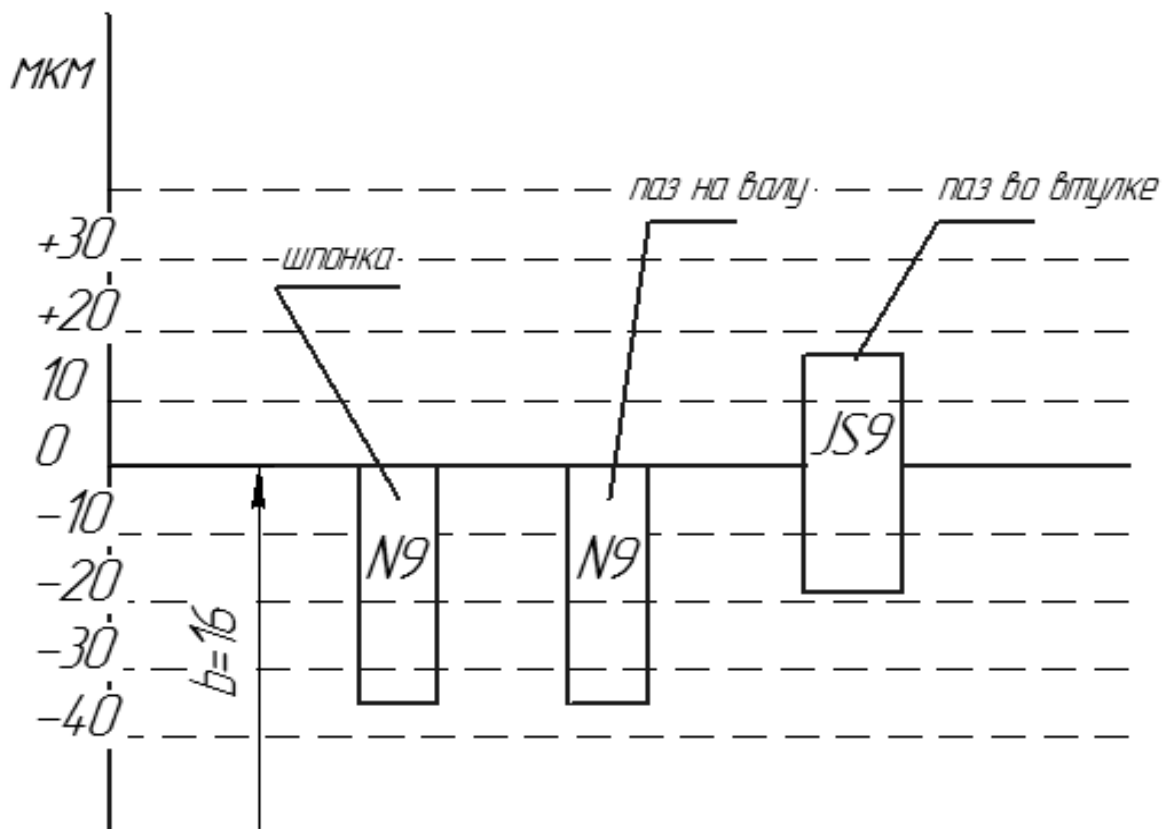 мкм
паз на валу
паз во втулке
+30
шпонка
+20
10
JS9
0
-10
N9
N9
-20
-30
b=16
-40